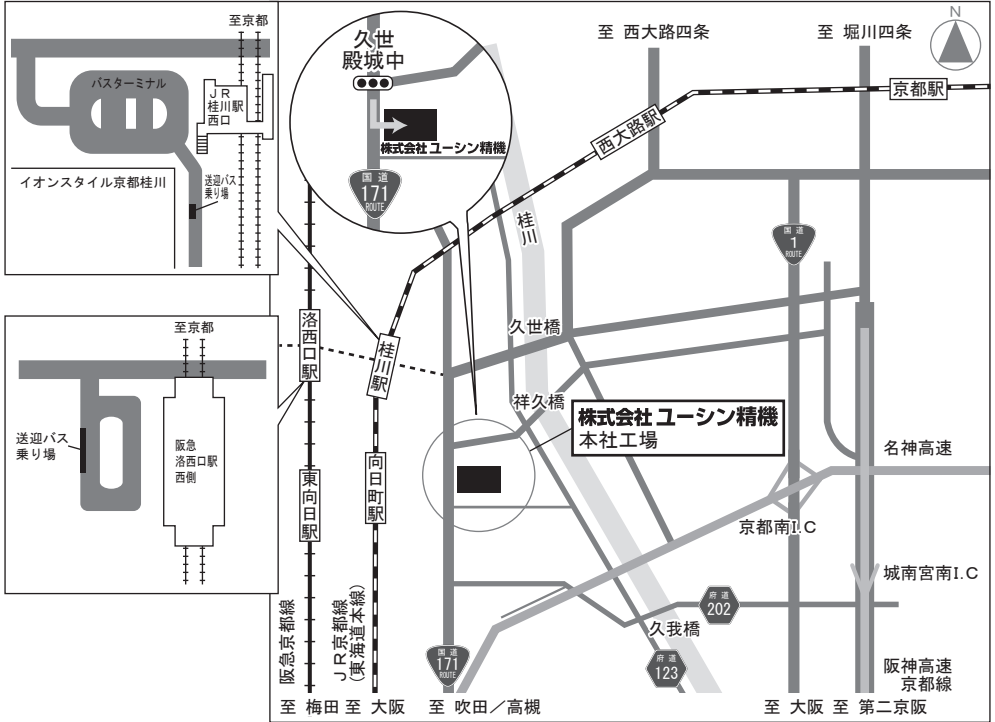 至京都
バスターミナル
JR
桂川駅
西口
イオンスタイル京都桂川
送迎バス
乗り場
至京都
送迎バス
乗り場
阪急
洛西口駅
西側
久世
殿城中
株式会社 ユーシン精機
国道
171
ROUTE
至 西大路四条
至 堀川四条
N
京都駅
西大路駅
桂川
国道
1
ROUTE
洛西口駅
桂川駅
久世橋
祥久橋
株式会社 ユーシン精機
本社工場
名神高速
東向日駅
向日町駅
京都南I.C
城南宮南I.C
府道
202
久我橋
府道
123
阪急京都線
JR京都線
(東海道本線)
国道
171
ROUTE
阪神高速
京都線
至 梅田
至 大阪
至 吹田/高槻
至 大阪
至 第二京阪